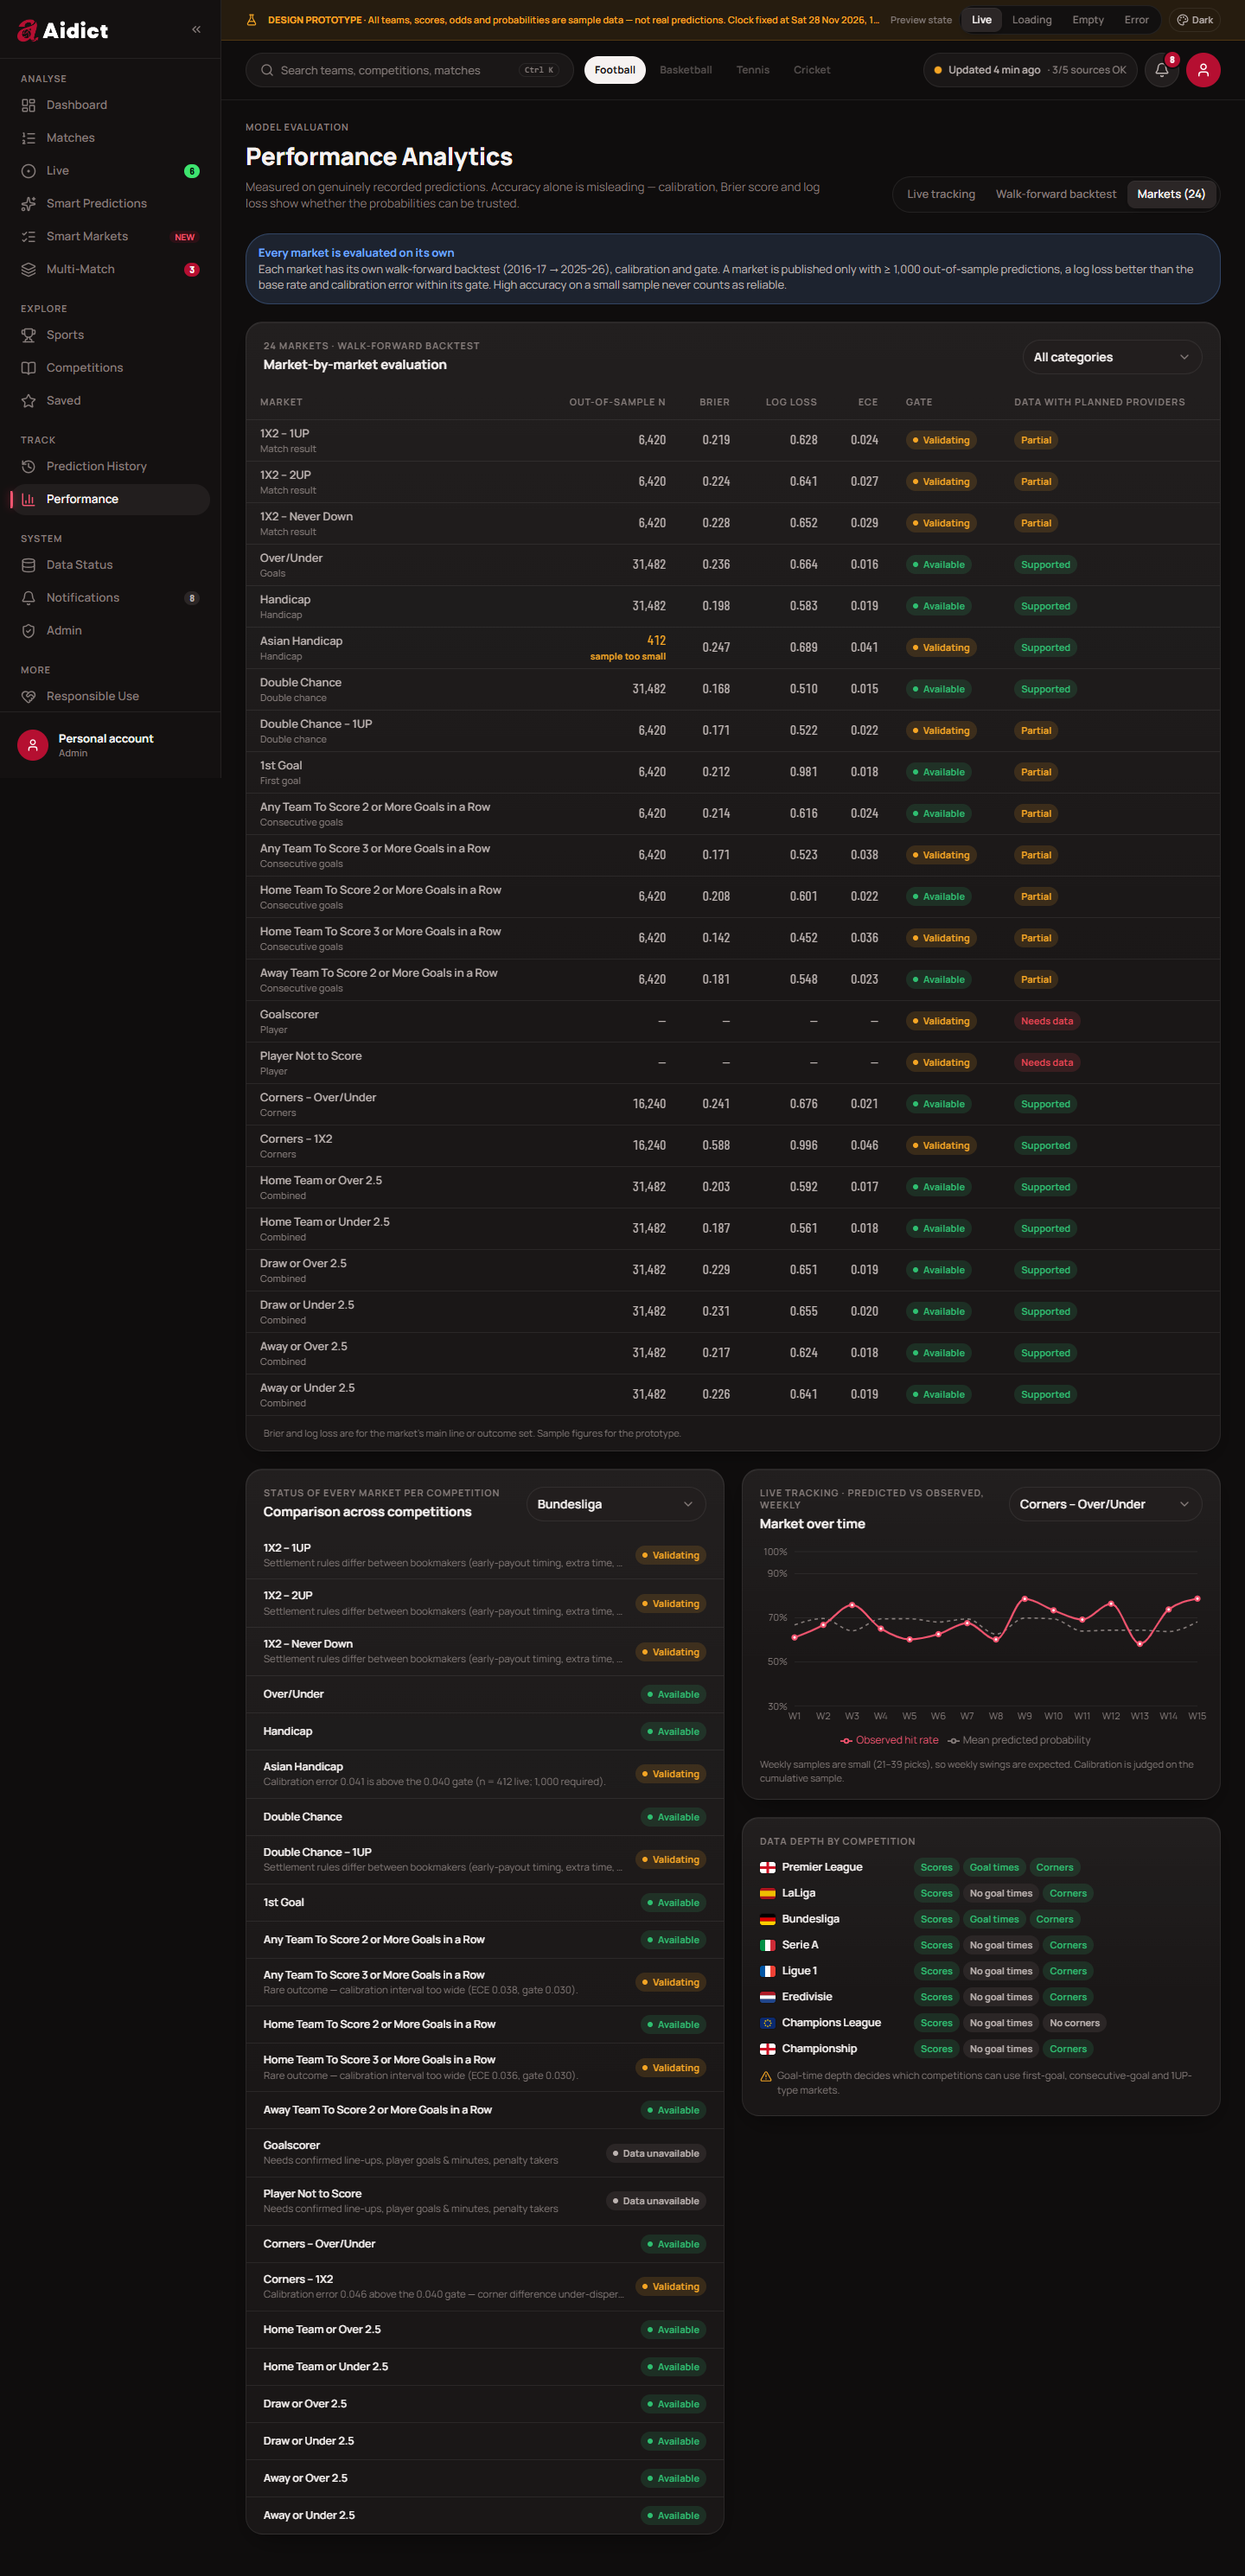 Aidict
ANALYSE
Dashboard
Matches
Live 6
Smart Predictions
Smart Markets NEW
Multi-Match 3
EXPLORE
Sports
Competitions
Saved
TRACK
Prediction History
Performance
SYSTEM
Data Status
Notifications 8
Admin
MORE
Responsible Use
Personal account
Admin
DESIGN PROTOTYPE · All teams, scores, odds and probabilities are sample data — not real predictions. Clock fixed at Sat 28 Nov 2026, 1…
Preview state Live Loading Empty Error Dark
Search teams, competitions, matches Ctrl K
Football Basketball Tennis Cricket
Updated 4 min ago · 3/5 sources OK 8
MODEL EVALUATION
Performance Analytics
Measured on genuinely recorded predictions. Accuracy alone is misleading — calibration, Brier score and log
loss show whether the probabilities can be trusted.
Live tracking Walk-forward backtest Markets (24)
Every market is evaluated on its own
Each market has its own walk-forward backtest (2016-17 → 2025-26), calibration and gate. A market is published only with ≥ 1,000 out-of-sample predictions, a log loss better than the
base rate and calibration error within its gate. High accuracy on a small sample never counts as reliable.
24 MARKETS · WALK-FORWARD BACKTEST
Market-by-market evaluation
All categories
MARKET OUT-OF-SAMPLE N BRIER LOG LOSS ECE GATE DATA WITH PLANNED PROVIDERS
1X2 – 1UP 6,420 0.219 0.628 0.024 Validating Partial
Match result
1X2 – 2UP 6,420 0.224 0.641 0.027 Validating Partial
Match result
1X2 – Never Down 6,420 0.228 0.652 0.029 Validating Partial
Match result
Over/Under 31,482 0.236 0.664 0.016 Available Supported
Goals
Handicap 31,482 0.198 0.583 0.019 Available Supported
Handicap
Asian Handicap 412 0.247 0.689 0.041 Validating Supported
Handicap sample too small
Double Chance 31,482 0.168 0.510 0.015 Available Supported
Double chance
Double Chance – 1UP 6,420 0.171 0.522 0.022 Validating Partial
Double chance
1st Goal 6,420 0.212 0.981 0.018 Available Partial
First goal
Any Team To Score 2 or More Goals in a Row 6,420 0.214 0.616 0.024 Available Partial
Consecutive goals
Any Team To Score 3 or More Goals in a Row 6,420 0.171 0.523 0.038 Validating Partial
Consecutive goals
Home Team To Score 2 or More Goals in a Row 6,420 0.208 0.601 0.022 Available Partial
Consecutive goals
Home Team To Score 3 or More Goals in a Row 6,420 0.142 0.452 0.036 Validating Partial
Consecutive goals
Away Team To Score 2 or More Goals in a Row 6,420 0.181 0.548 0.023 Available Partial
Consecutive goals
Goalscorer — — — — Validating Needs data
Player
Player Not to Score — — — — Validating Needs data
Player
Corners – Over/Under 16,240 0.241 0.676 0.021 Available Supported
Corners
Corners – 1X2 16,240 0.588 0.996 0.046 Validating Supported
Corners
Home Team or Over 2.5 31,482 0.203 0.592 0.017 Available Supported
Combined
Home Team or Under 2.5 31,482 0.187 0.561 0.018 Available Supported
Combined
Draw or Over 2.5 31,482 0.229 0.651 0.019 Available Supported
Combined
Draw or Under 2.5 31,482 0.231 0.655 0.020 Available Supported
Combined
Away or Over 2.5 31,482 0.217 0.624 0.018 Available Supported
Combined
Away or Under 2.5 31,482 0.226 0.641 0.019 Available Supported
Combined
Brier and log loss are for the market's main line or outcome set. Sample figures for the prototype.
STATUS OF EVERY MARKET PER COMPETITION
Comparison across competitions
Bundesliga
1X2 – 1UP Validating
Settlement rules differ between bookmakers (early-payout timing, extra time, …
1X2 – 2UP Validating
Settlement rules differ between bookmakers (early-payout timing, extra time, …
1X2 – Never Down Validating
Settlement rules differ between bookmakers (early-payout timing, extra time, …
Over/Under Available
Handicap Available
Asian Handicap Validating
Calibration error 0.041 is above the 0.040 gate (n = 412 live; 1,000 required).
Double Chance Available
Double Chance – 1UP Validating
Settlement rules differ between bookmakers (early-payout timing, extra time, …
1st Goal Available
Any Team To Score 2 or More Goals in a Row Available
Any Team To Score 3 or More Goals in a Row Validating
Rare outcome — calibration interval too wide (ECE 0.038, gate 0.030).
Home Team To Score 2 or More Goals in a Row Available
Home Team To Score 3 or More Goals in a Row Validating
Rare outcome — calibration interval too wide (ECE 0.036, gate 0.030).
Away Team To Score 2 or More Goals in a Row Available
Goalscorer Data unavailable
Needs confirmed line-ups, player goals & minutes, penalty takers
Player Not to Score Data unavailable
Needs confirmed line-ups, player goals & minutes, penalty takers
Corners – Over/Under Available
Corners – 1X2 Validating
Calibration error 0.046 above the 0.040 gate — corner difference under-disper…
Home Team or Over 2.5 Available
Home Team or Under 2.5 Available
Draw or Over 2.5 Available
Draw or Under 2.5 Available
Away or Over 2.5 Available
Away or Under 2.5 Available
LIVE TRACKING · PREDICTED VS OBSERVED,
WEEKLY
Market over time
Corners – Over/Under
100%
90%
70%
50%
30%
W1 W2 W3 W4 W5 W6 W7 W8 W9 W10 W11 W12 W13 W14 W15
Observed hit rate Mean predicted probability
Weekly samples are small (21–39 picks), so weekly swings are expected. Calibration is judged on the
cumulative sample.
DATA DEPTH BY COMPETITION
Premier League Scores Goal times Corners
LaLiga Scores No goal times Corners
Bundesliga Scores Goal times Corners
Serie A Scores No goal times Corners
Ligue 1 Scores No goal times Corners
Eredivisie Scores No goal times Corners
Champions League Scores No goal times No corners
Championship Scores No goal times Corners
Goal-time depth decides which competitions can use first-goal, consecutive-goal and 1UP-
type markets.